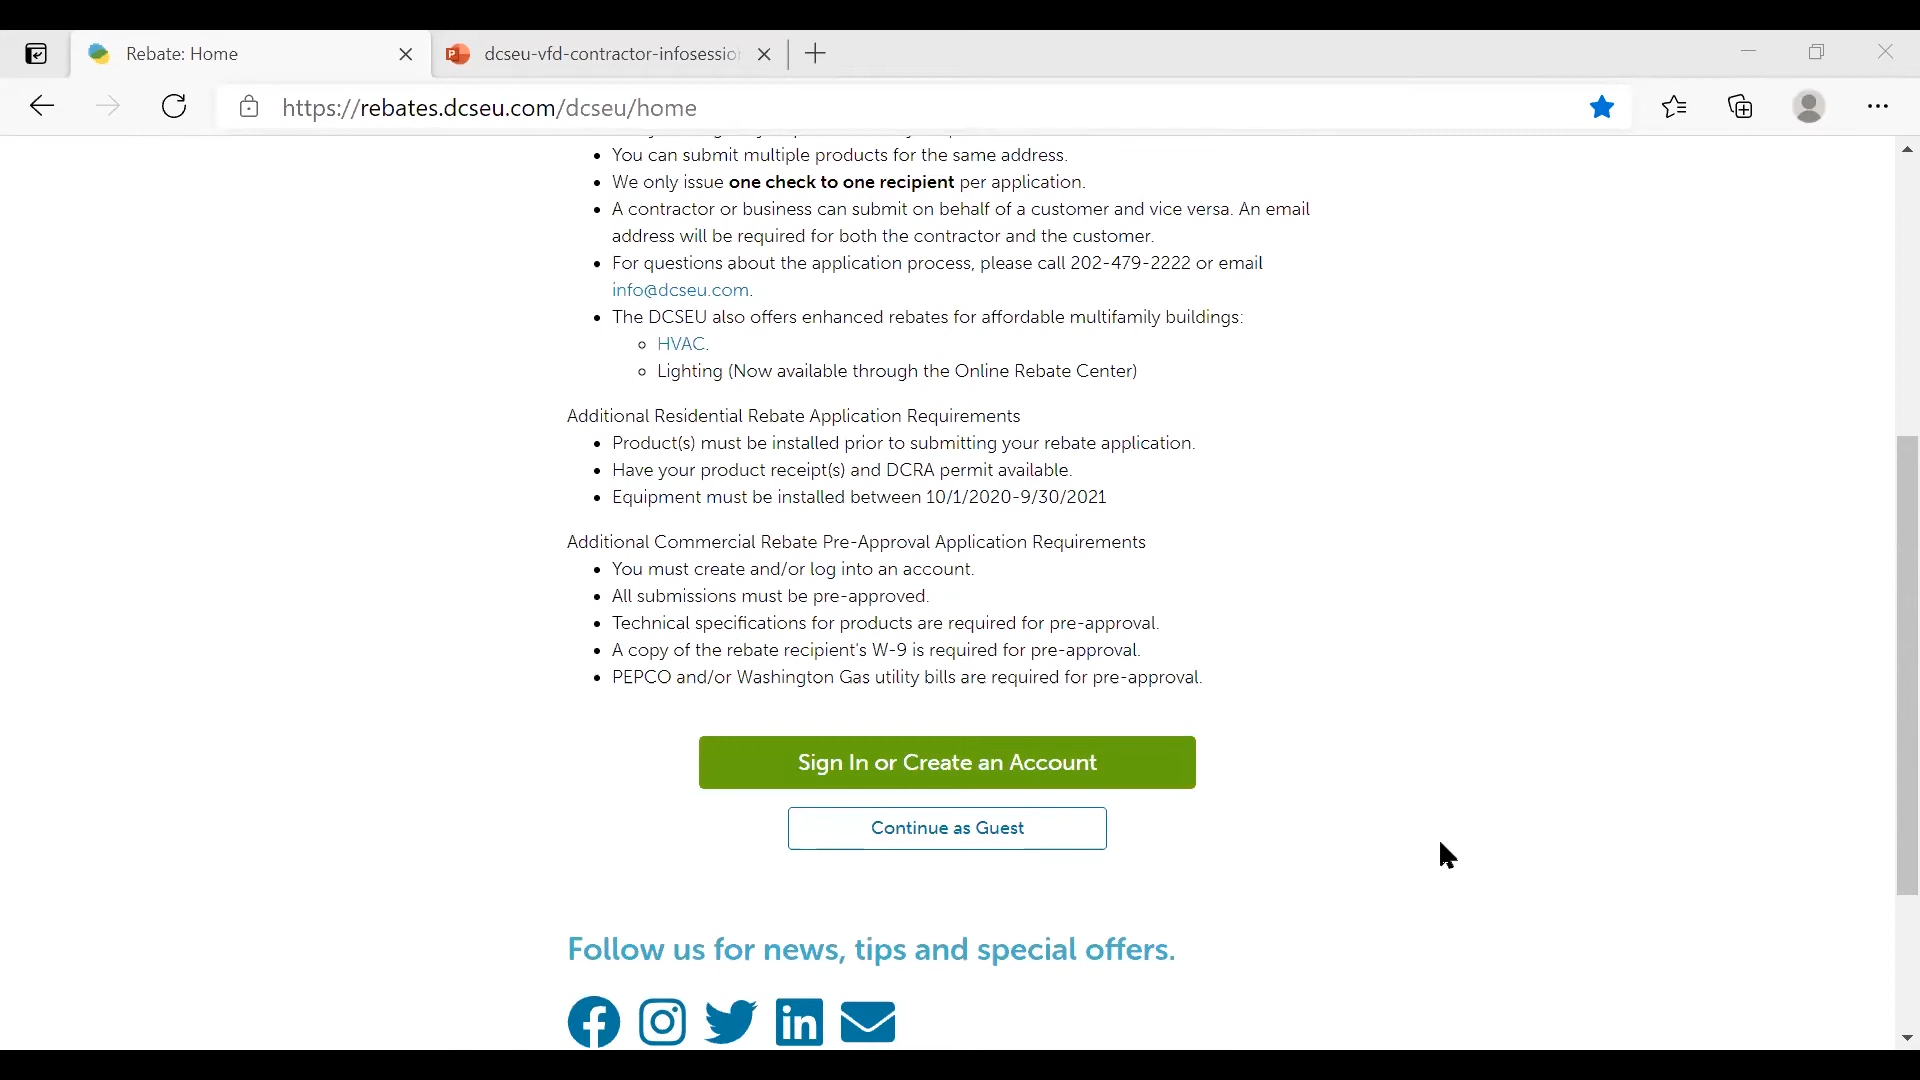 Rebate: Home
dcseu-vfd-contractor-infosessio
https://rebates.dcseu.com/dcseu/home
You can submit multiple products for the same address.
We only issue one check to one recipient per application.
A contractor or business can submit on behalf of a customer and vice versa. An email
address will be required for both the contractor and the customer.
For questions about the application process, please call 202-479-2222 or email
info@dcseu.com.
The DCSEU also offers enhanced rebates for affordable multifamily buildings:
HVAC.
Lighting (Now available through the Online Rebate Center)
Additional Residential Rebate Application Requirements
Product(s) must be installed prior to submitting your rebate application.
Have your product receipt(s) and DCRA permit available.
Equipment must be installed between 10/1/2020-9/30/2021
Additional Commercial Rebate Pre-Approval Application Requirements
You must create and/or log into an account.
All submissions must be pre-approved.
Technical specifications for products are required for pre-approval.
A copy of the rebate recipient's W-9 is required for pre-approval.
PEPCO and/or Washington Gas utility bills are required for pre-approval.
Sign In or Create an Account
Continue as Guest
Follow us for news, tips and special offers.